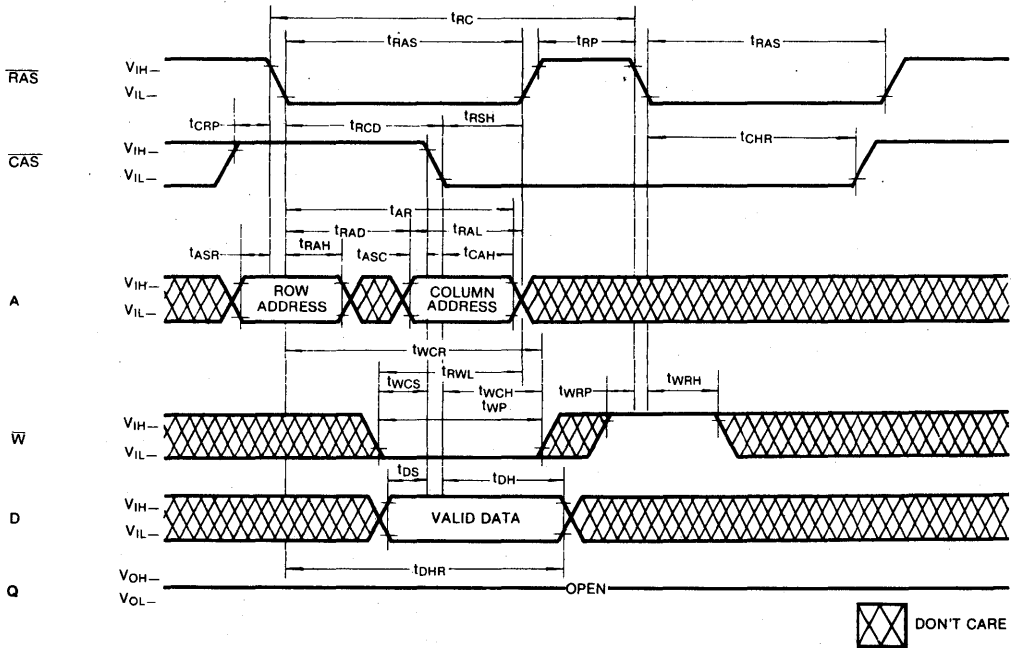 tRC
tRAS tRP tRAS
RAS VIH—
VIL—
tCRP tRCD tRSH tCHR
CAS VIH—
VIL—
tAR
tRAD tRAL
tASR tRAH tASC tCAH
A VIH—
VIL—
ROW ADDRESS
COLUMN ADDRESS
tWCR
tRWL
tWCS tWCH tWRP tWRH
tWP
W VIH—
VIL—
tDS tDH
D VIH—
VIL—
VALID DATA
tDHR
Q VOH—
VOL—
OPEN
DON'T CARE